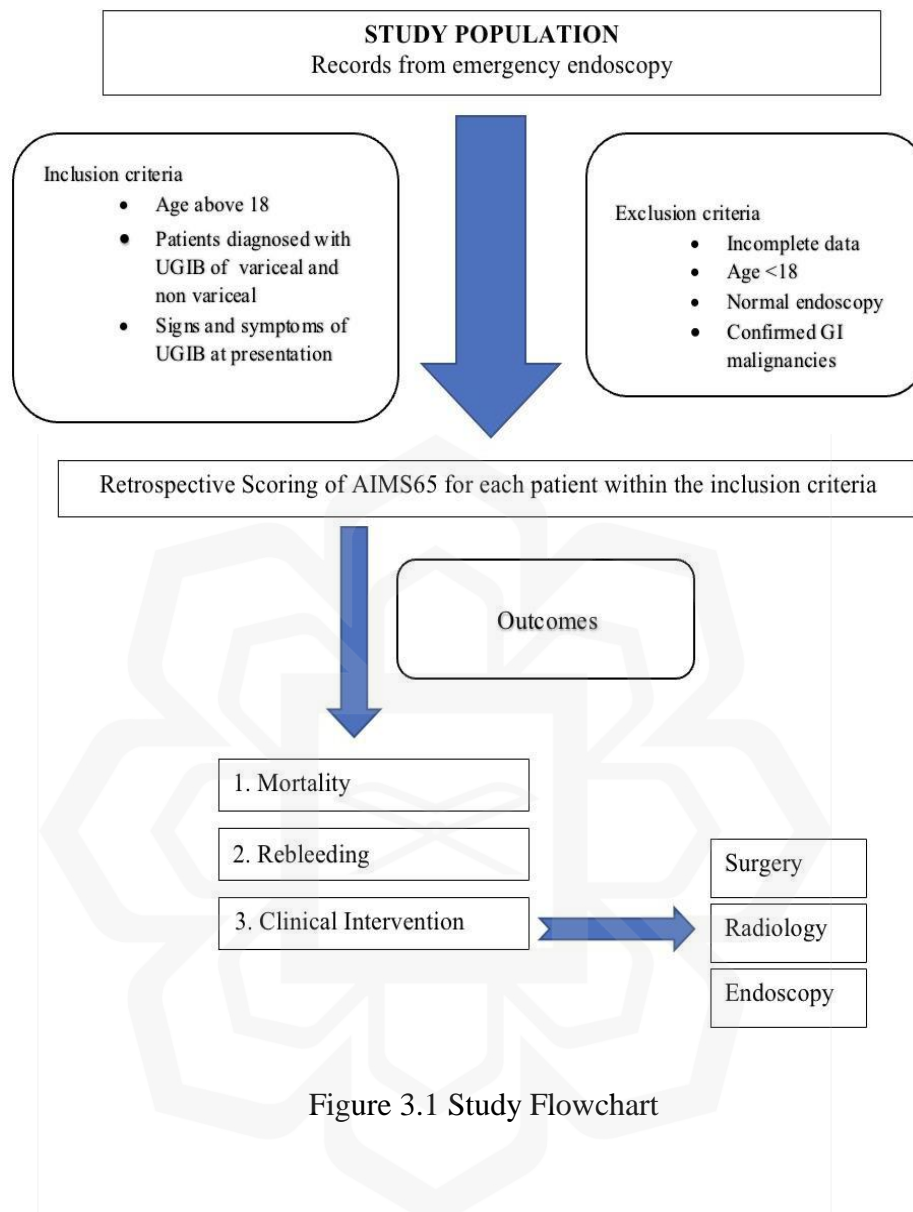 STUDY POPULATION
Records from emergency endoscopy
Inclusion criteria
• Age above 18
• Patients diagnosed with
UGIB of variceal and
non variceal
• Signs and symptoms of
UGIB at presentation
Exclusion criteria
• Incomplete data
• Age <18
• Normal endoscopy
• Confirmed GI
malignancies
Retrospective Scoring of AIMS65 for each patient within the inclusion criteria
Outcomes
1. Mortality
2. Rebleeding
3. Clinical Intervention
Surgery
Radiology
Endoscopy
Figure 3.1 Study Flowchart